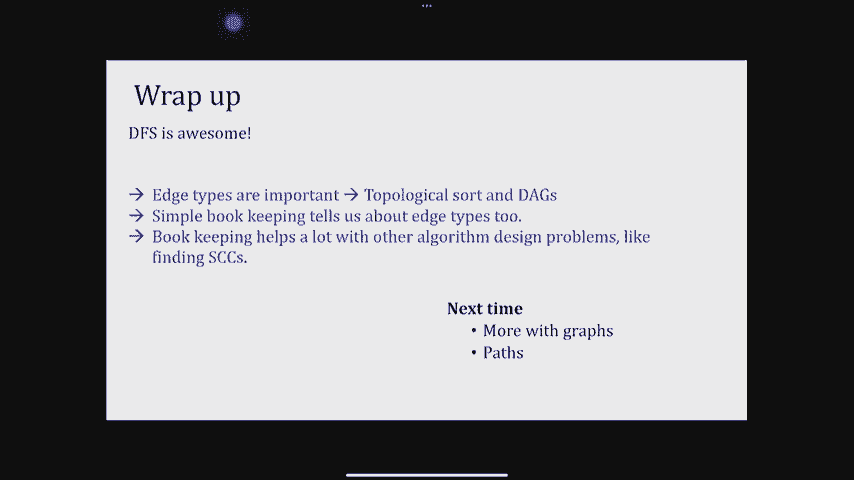 Wrap up
DFS is awesome!
→ Edge types are important → Topological sort and DAGs
→ Simple book keeping tells us about edge types too.
→ Book keeping helps a lot with other algorithm design problems, like
finding SCCs.
Next time
• More with graphs
• Paths